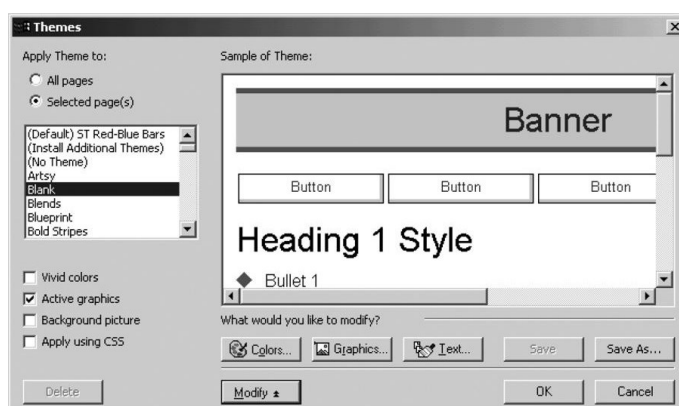 Themes
Apply Theme to:
All pages
Selected page(s)
(Default) ST Red-Blue Bars
(Install Additional Themes)
(No Theme)
Artsy
Blank
Blends
Blueprint
Bold Stripes
Vivid colors
Active graphics
Background picture
Apply using CSS
Delete
Sample of Theme:
Banner
Button Button Button
Heading 1 Style
Bullet 1
What would you like to modify?
Colors... Graphics... Text... Save Save As...
Modify OK Cancel